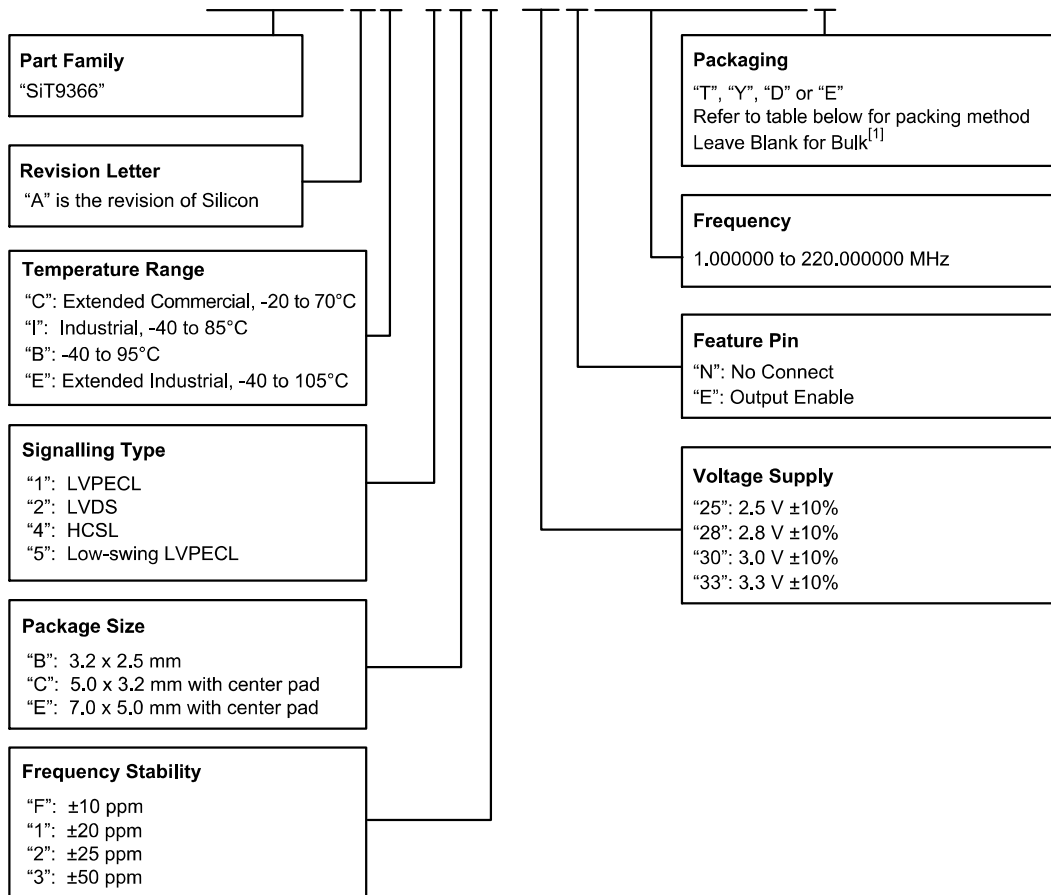 Part Family
“SiT9366”
Revision Letter
“A” is the revision of Silicon
Temperature Range
“C”: Extended Commercial, -20 to 70°C
“I”: Industrial, -40 to 85°C
“B”: -40 to 95°C
“E”: Extended Industrial, -40 to 105°C
Signalling Type
“1”: LVPECL
“2”: LVDS
“4”: HCSL
“5”: Low-swing LVPECL
Package Size
“B”: 3.2 x 2.5 mm
“C”: 5.0 x 3.2 mm with center pad
“E”: 7.0 x 5.0 mm with center pad
Frequency Stability
“F”: ±10 ppm
“1”: ±20 ppm
“2”: ±25 ppm
“3”: ±50 ppm
Packaging
“T”, “Y”, “D” or “E”
Refer to table below for packing method
Leave Blank for Bulk[1]
Frequency
1.000000 to 220.000000 MHz
Feature Pin
“N”: No Connect
“E”: Output Enable
Voltage Supply
“25”: 2.5 V ±10%
“28”: 2.8 V ±10%
“30”: 3.0 V ±10%
“33”: 3.3 V ±10%